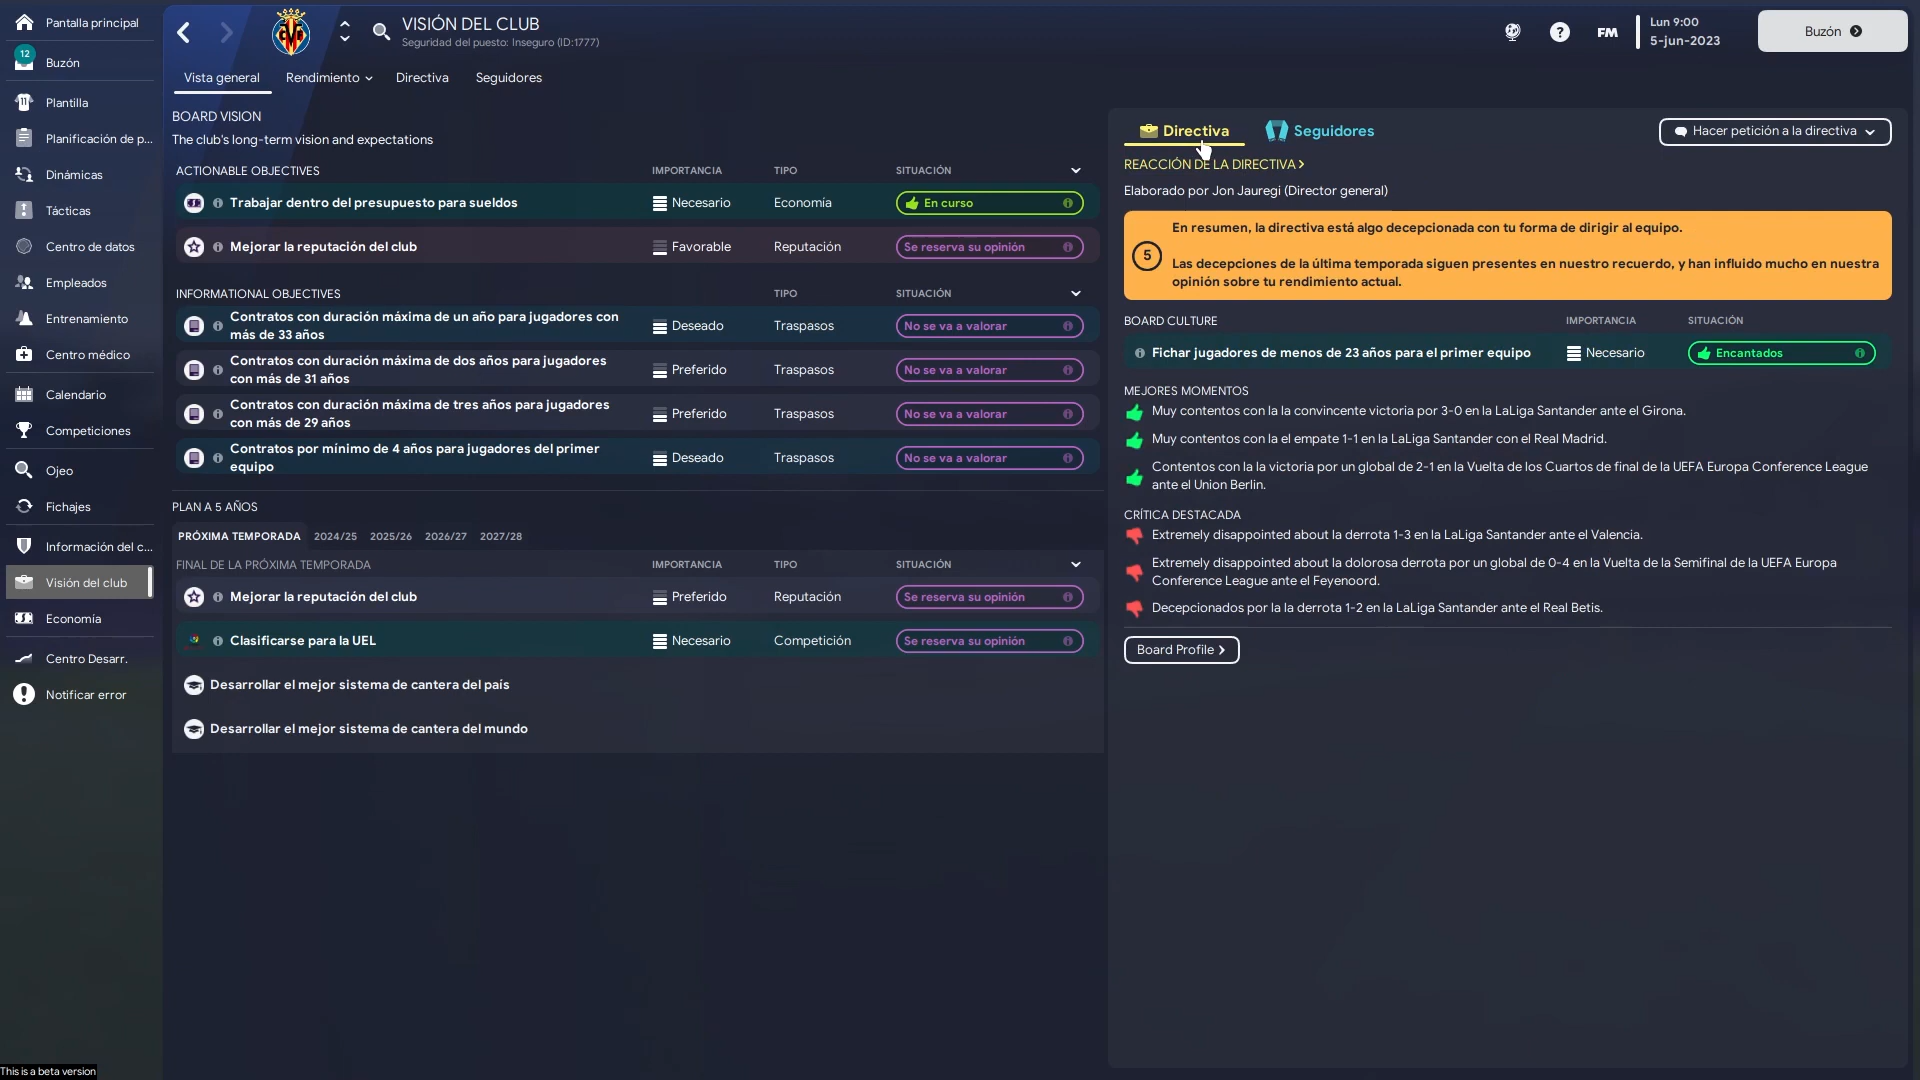 Pantalla principal
12
Buzón
Plantilla
Planificación de p...
Dinámicas
Tácticas
Centro de datos
Empleados
Entrenamiento
Centro médico
Calendario
Competiciones
Ojeo
Fichajes
Información del c...
Visión del club
Economía
Centro Desarr.
Notificar error
This is a beta version
VISIÓN DEL CLUB
Seguridad del puesto: Inseguro (ID:1777)
FM
Lun 9:00
5-jun-2023
Buzón
Vista general Rendimiento Directiva Seguidores
BOARD VISION
The club's long-term vision and expectations
ACTIONABLE OBJECTIVES IMPORTANCIA TIPO SITUACIÓN
Trabajar dentro del presupuesto para sueldos Necesario Economía En curso
Mejorar la reputación del club Favorable Reputación Se reserva su opinión
INFORMATIONAL OBJECTIVES TIPO SITUACIÓN
Contratos con duración máxima de un año para jugadores con
más de 33 años Deseado Traspasos No se va a valorar
Contratos con duración máxima de dos años para jugadores
con más de 31 años Preferido Traspasos No se va a valorar
Contratos con duración máxima de tres años para jugadores
con más de 29 años Preferido Traspasos No se va a valorar
Contratos por mínimo de 4 años para jugadores del primer
equipo Deseado Traspasos No se va a valorar
PLAN A 5 AÑOS
PRÓXIMA TEMPORADA 2024/25 2025/26 2026/27 2027/28
FINAL DE LA PRÓXIMA TEMPORADA IMPORTANCIA TIPO SITUACIÓN
Mejorar la reputación del club Preferido Reputación Se reserva su opinión
Clasificarse para la UEL Necesario Competición Se reserva su opinión
Desarrollar el mejor sistema de cantera del país
Desarrollar el mejor sistema de cantera del mundo
Directiva Seguidores Hacer petición a la directiva
REACCIÓN DE LA DIRECTIVA
Elaborado por Jon Jauregi (Director general)
5
En resumen, la directiva está algo decepcionada con tu forma de dirigir al equipo.
Las decepciones de la última temporada siguen presentes en nuestro recuerdo, y han influido mucho en nuestra
opinión sobre tu rendimiento actual.
BOARD CULTURE IMPORTANCIA SITUACIÓN
Fichar jugadores de menos de 23 años para el primer equipo Necesario Encantados
MEJORES MOMENTOS
Muy contentos con la la convincente victoria por 3-0 en la LaLiga Santander ante el Girona.
Muy contentos con la el empate 1-1 en la LaLiga Santander con el Real Madrid.
Contentos con la la victoria por un global de 2-1 en la Vuelta de los Cuartos de final de la UEFA Europa Conference League
ante el Union Berlin.
CRÍTICA DESTACADA
Extremely disappointed about la derrota 1-3 en la LaLiga Santander ante el Valencia.
Extremely disappointed about la dolorosa derrota por un global de 0-4 en la Vuelta de la Semifinal de la UEFA Europa
Conference League ante el Feyenoord.
Decepcionados por la la derrota 1-2 en la LaLiga Santander ante el Real Betis.
Board Profile